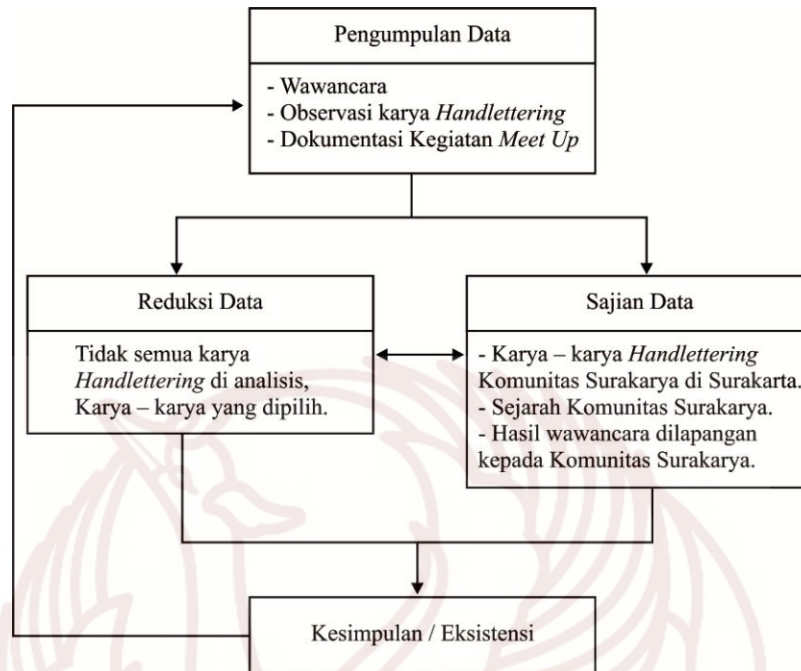 Pengumpulan Data
- Wawancara
- Observasi karya Handlettering
- Dokumentasi Kegiatan Meet Up
Reduksi Data
Tidak semua karya
Handlettering di analisis,
Karya – karya yang dipilih.
Sajian Data
- Karya – karya Handlettering
Komunitas Surakarya di Surakarta.
- Sejarah Komunitas Surakarya.
- Hasil wawancara dilapangan
kepada Komunitas Surakarya.
Kesimpulan / Eksistensi